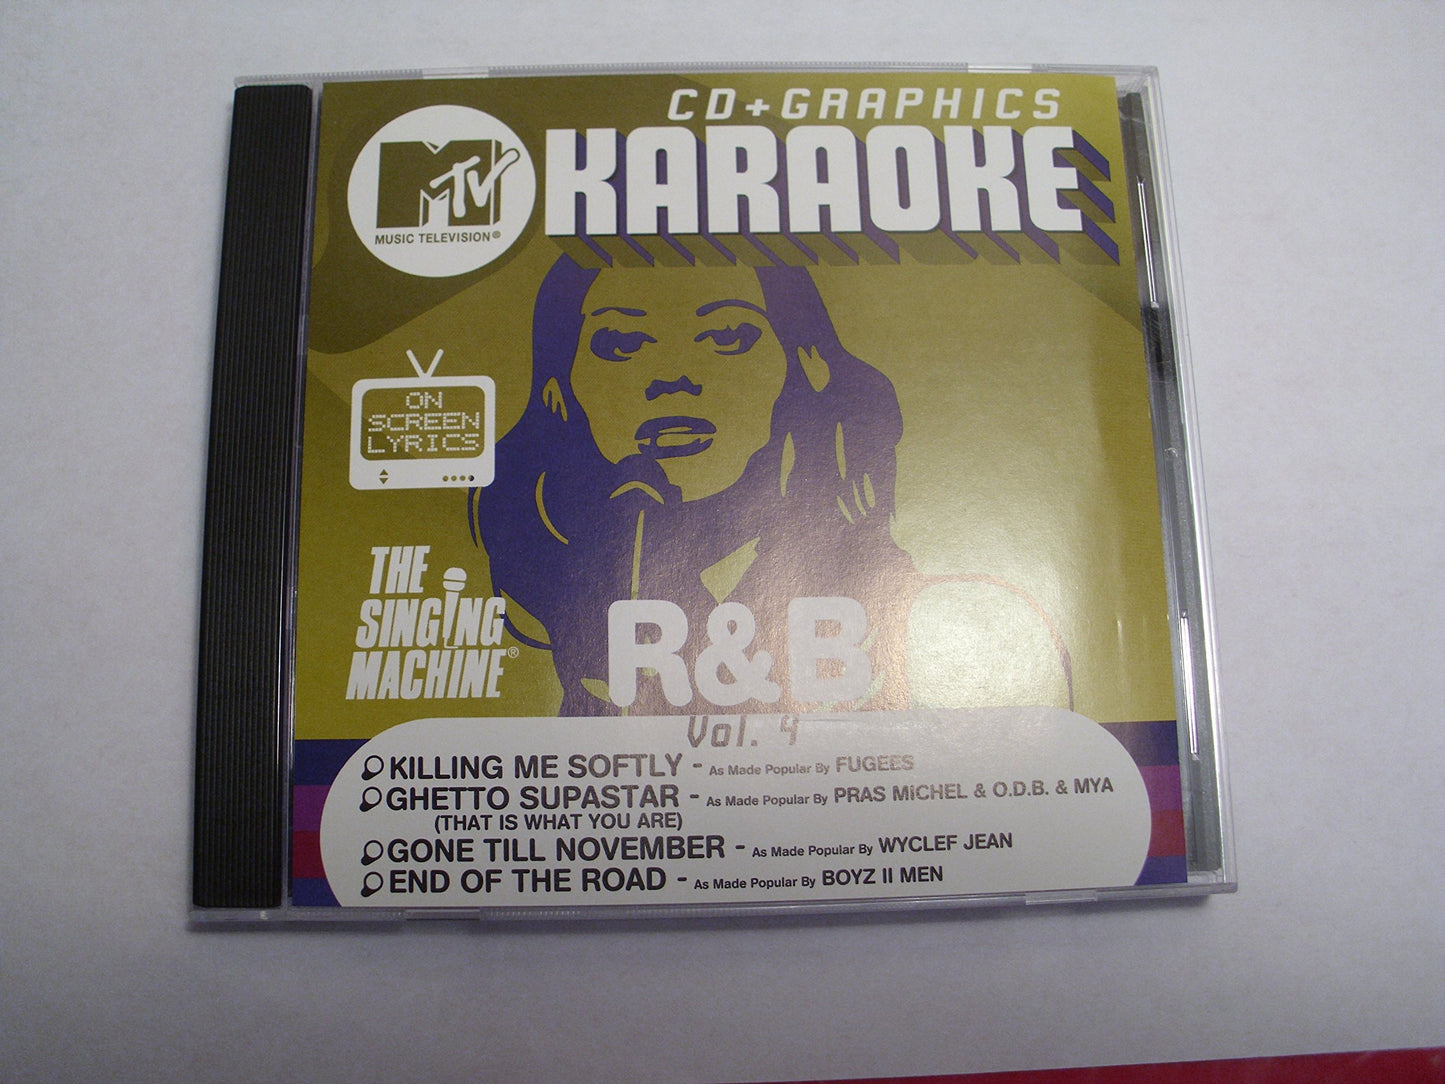 CD+GRAPHICS
KARAOKE
MTV
MUSIC TELEVISION®
ON
SCREEN
LYRICS
THE
SINGING
MACHINE®
R&B
Vol. 4
KILLING ME SOFTLY - As Made Popular By FUGEES
GHETTO SUPASTAR - As Made Popular By PRAS MICHEL & O.D.B. & MYA
(THAT IS WHAT YOU ARE)
GONE TILL NOVEMBER - As Made Popular By WYCLEF JEAN
END OF THE ROAD - As Made Popular By BOYZ II MEN